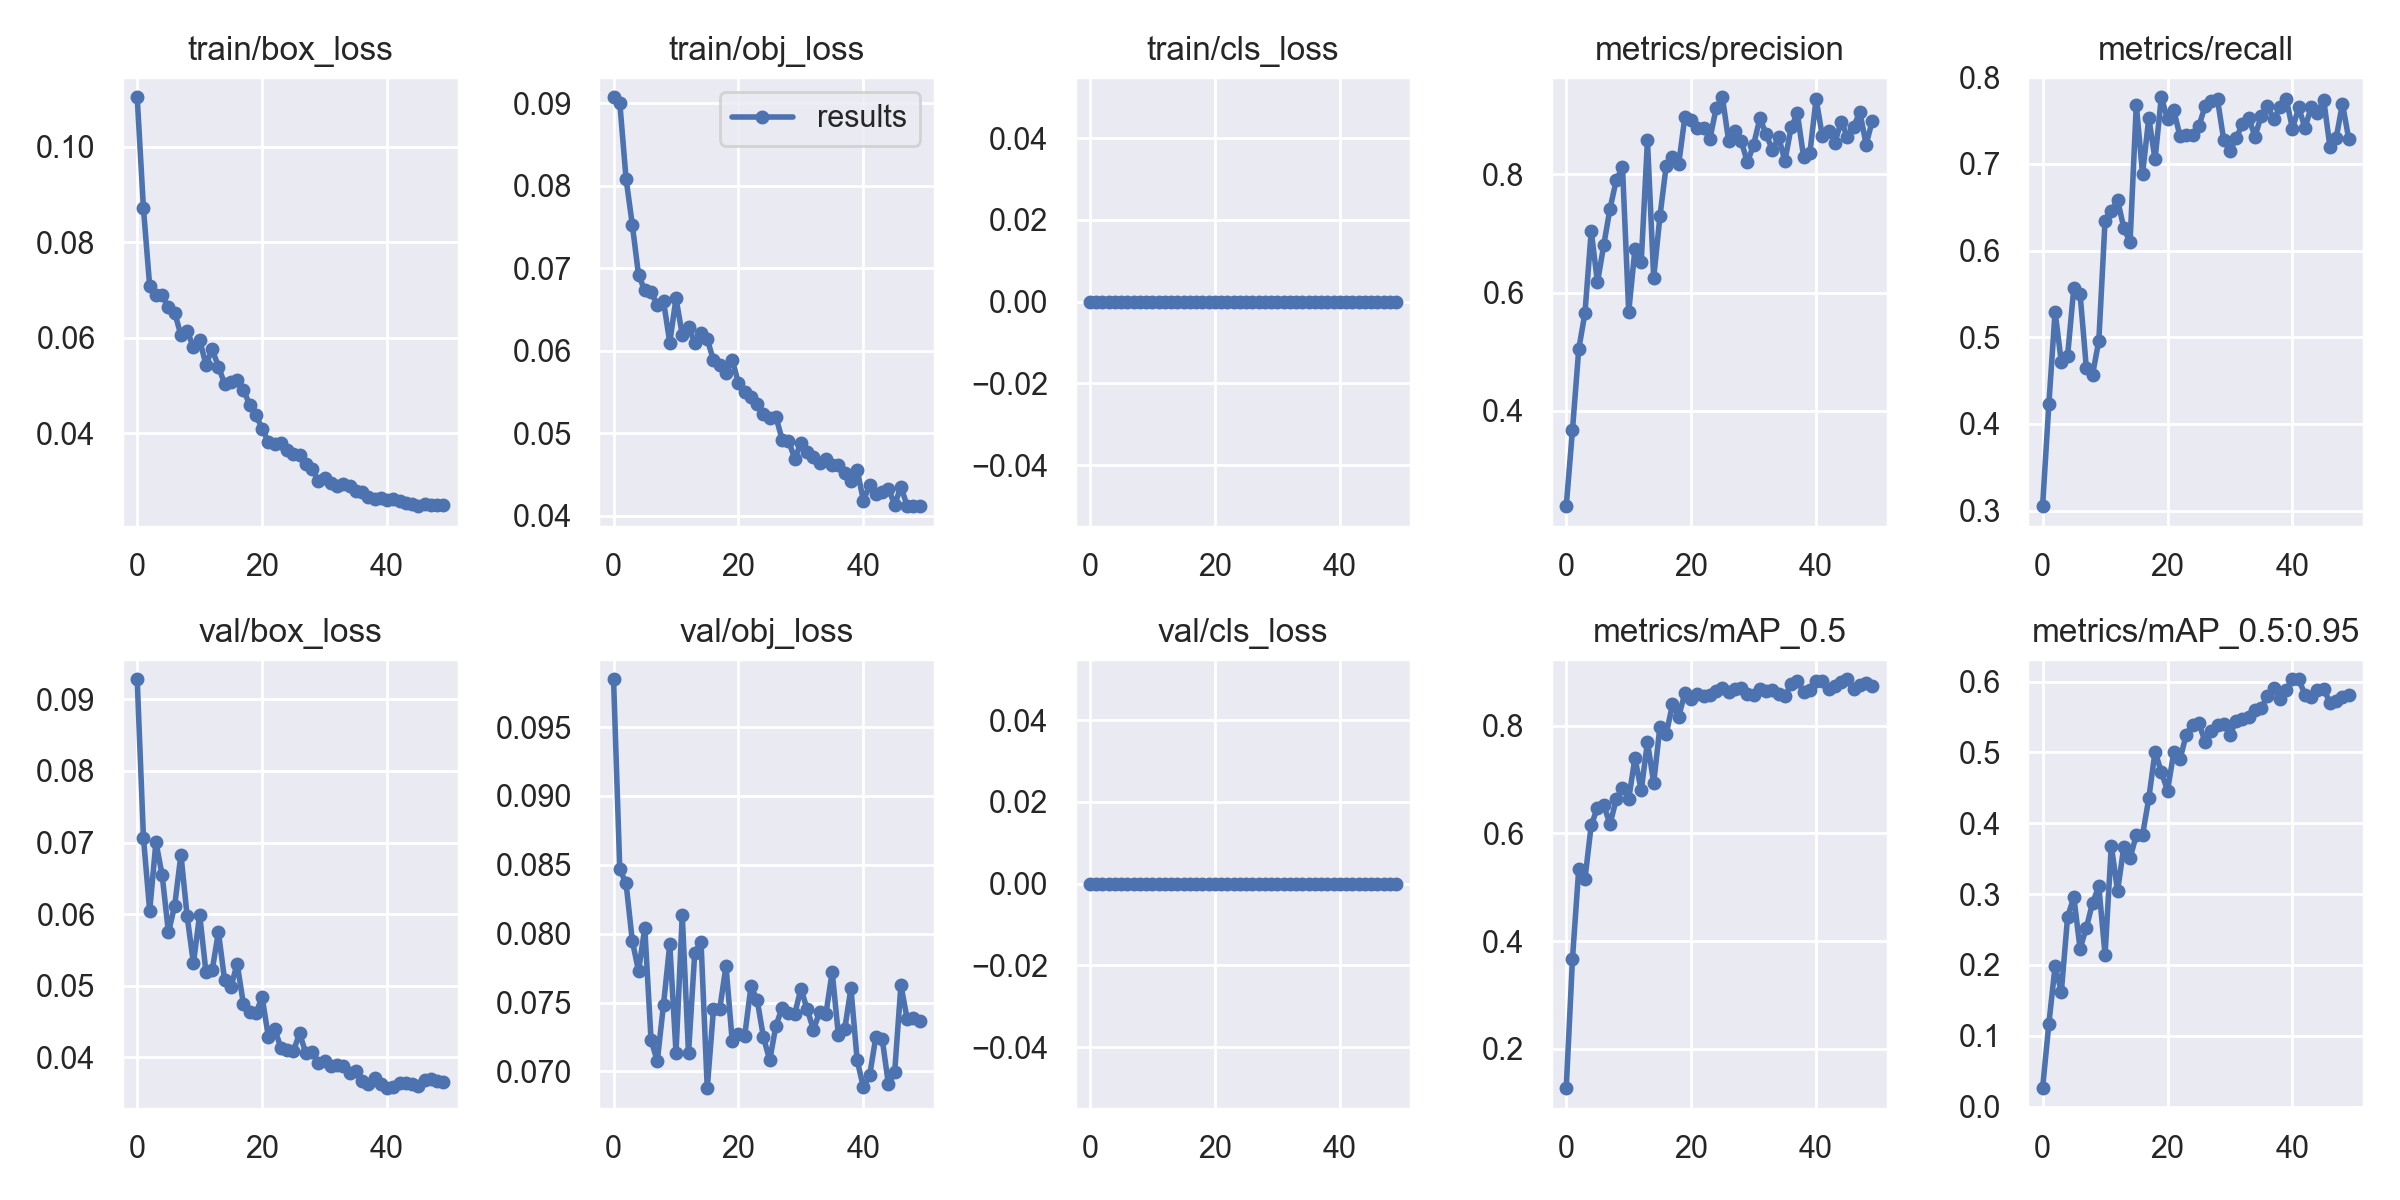 train/box_loss
0.10
0.08
0.06
0.04
0 20 40
train/obj_loss
results
0.09
0.08
0.07
0.06
0.05
0.04
0 20 40
train/cls_loss
0.04
0.02
0.00
−0.02
−0.04
0 20 40
metrics/precision
0.8
0.6
0.4
0 20 40
metrics/recall
0.8
0.7
0.6
0.5
0.4
0.3
0 20 40
val/box_loss
0.09
0.08
0.07
0.06
0.05
0.04
0 20 40
val/obj_loss
0.095
0.090
0.085
0.080
0.075
0.070
0 20 40
val/cls_loss
0.04
0.02
0.00
−0.02
−0.04
0 20 40
metrics/mAP_0.5
0.8
0.6
0.4
0.2
0 20 40
metrics/mAP_0.5:0.95
0.6
0.5
0.4
0.3
0.2
0.1
0.0
0 20 40